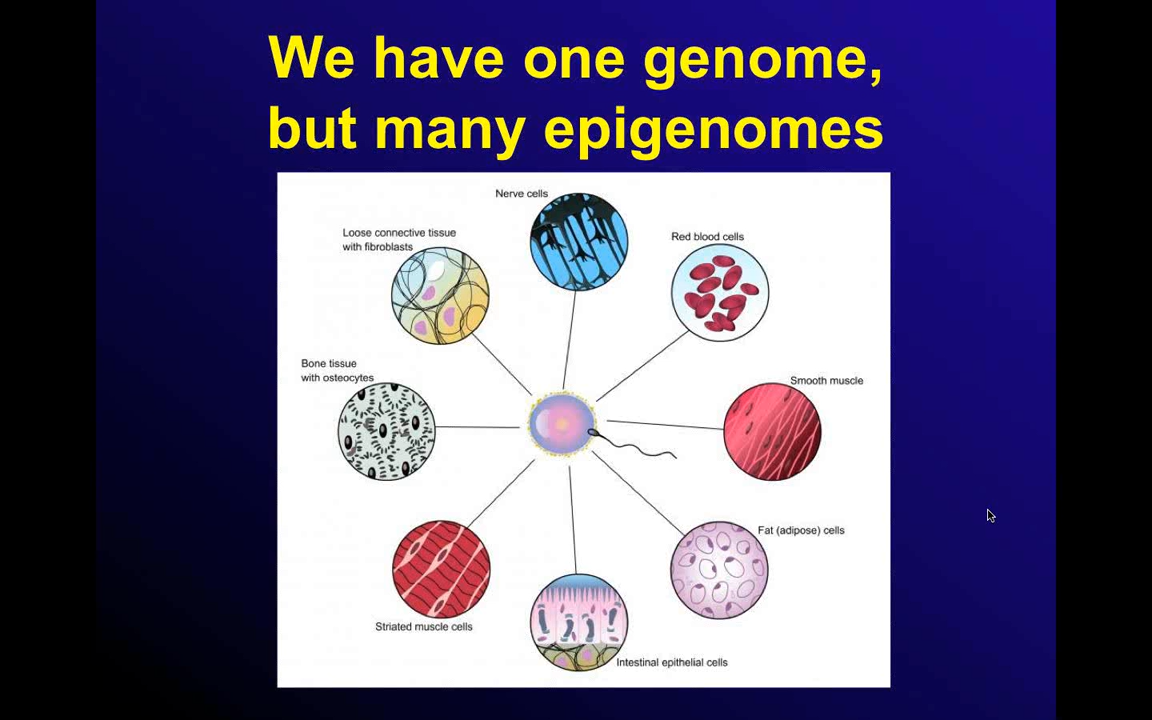 We have one genome,
but many epigenomes
Nerve cells
Loose connective tissue
with fibroblasts
Red blood cells
Bone tissue
with osteocytes
Smooth muscle
Fat (adipose) cells
Striated muscle cells
Intestinal epithelial cells